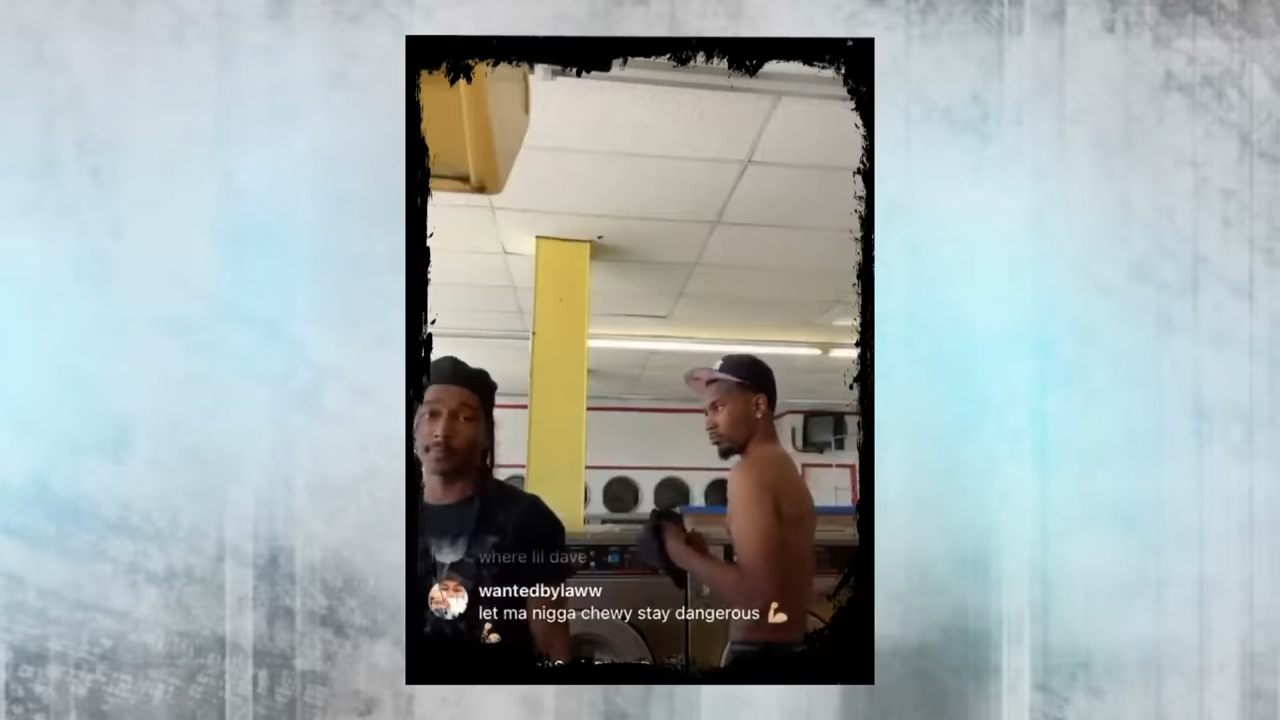 where lil dave
wantedbylaww
let ma nigga chewy stay dangerous 💪
💪